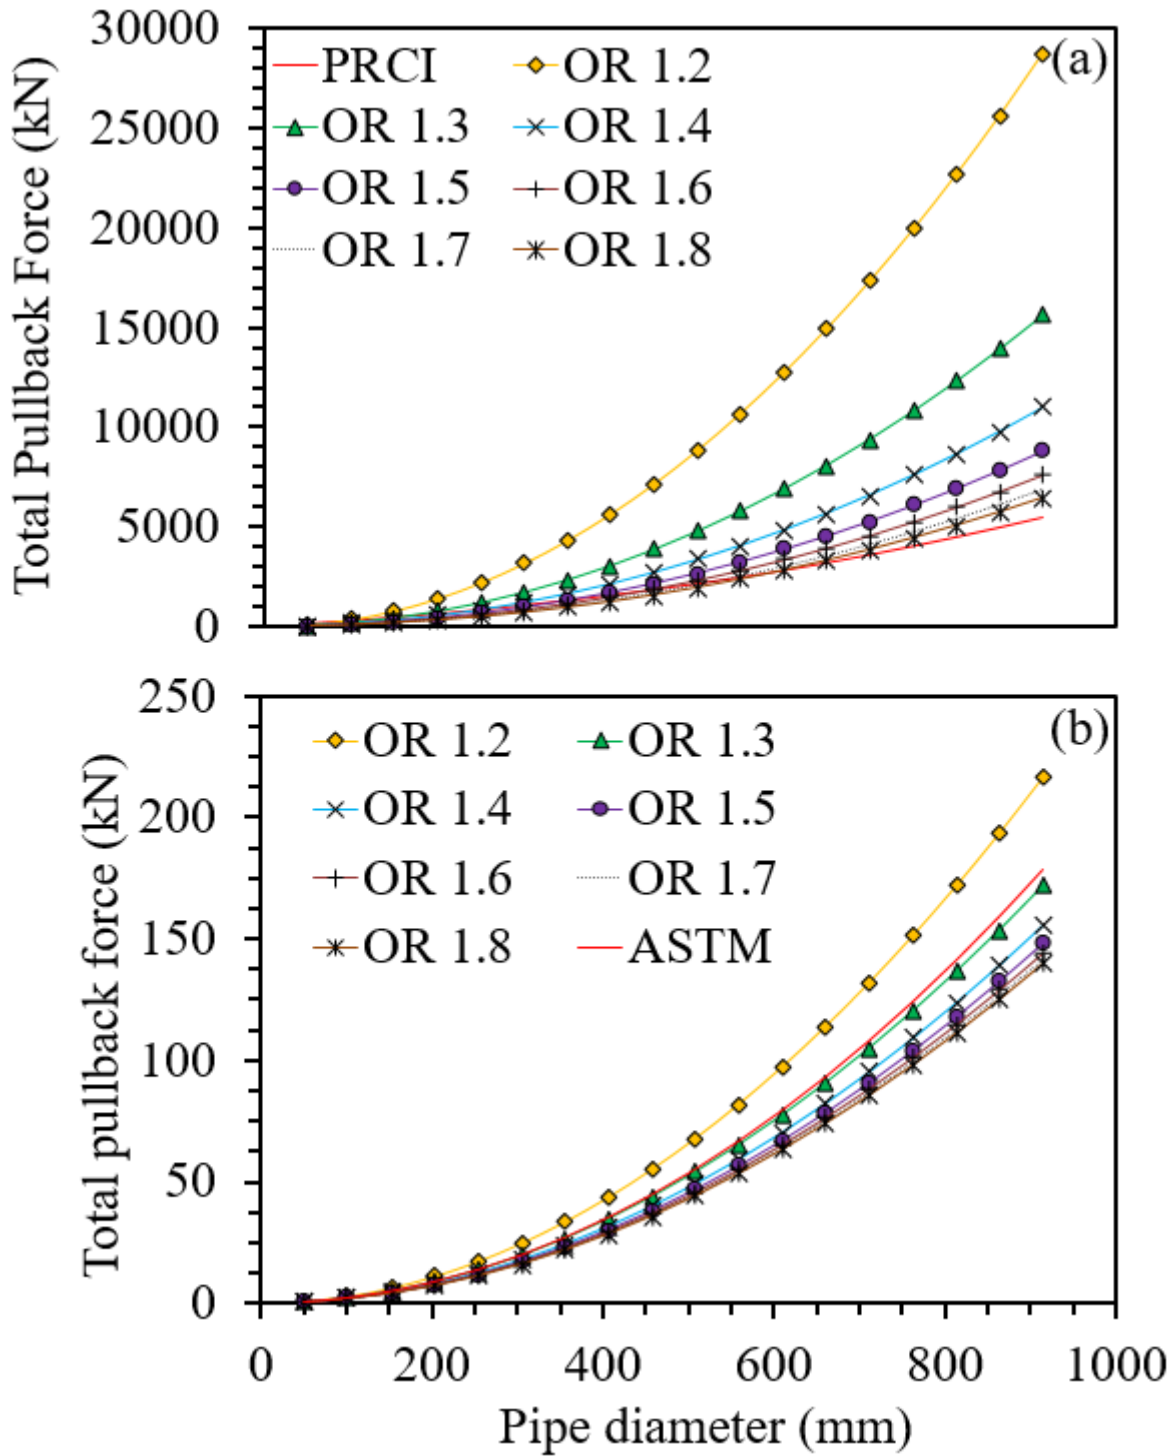 30000
25000
20000
15000
10000
5000
0
Total Pullback Force (kN)
PRCI OR 1.2
OR 1.3 OR 1.4
OR 1.5 OR 1.6
OR 1.7 OR 1.8
(a)
250
200
150
100
50
0
Total pullback force (kN)
OR 1.2 OR 1.3
OR 1.4 OR 1.5
OR 1.6 OR 1.7
OR 1.8 ASTM
(b)
0 200 400 600 800 1000
Pipe diameter (mm)